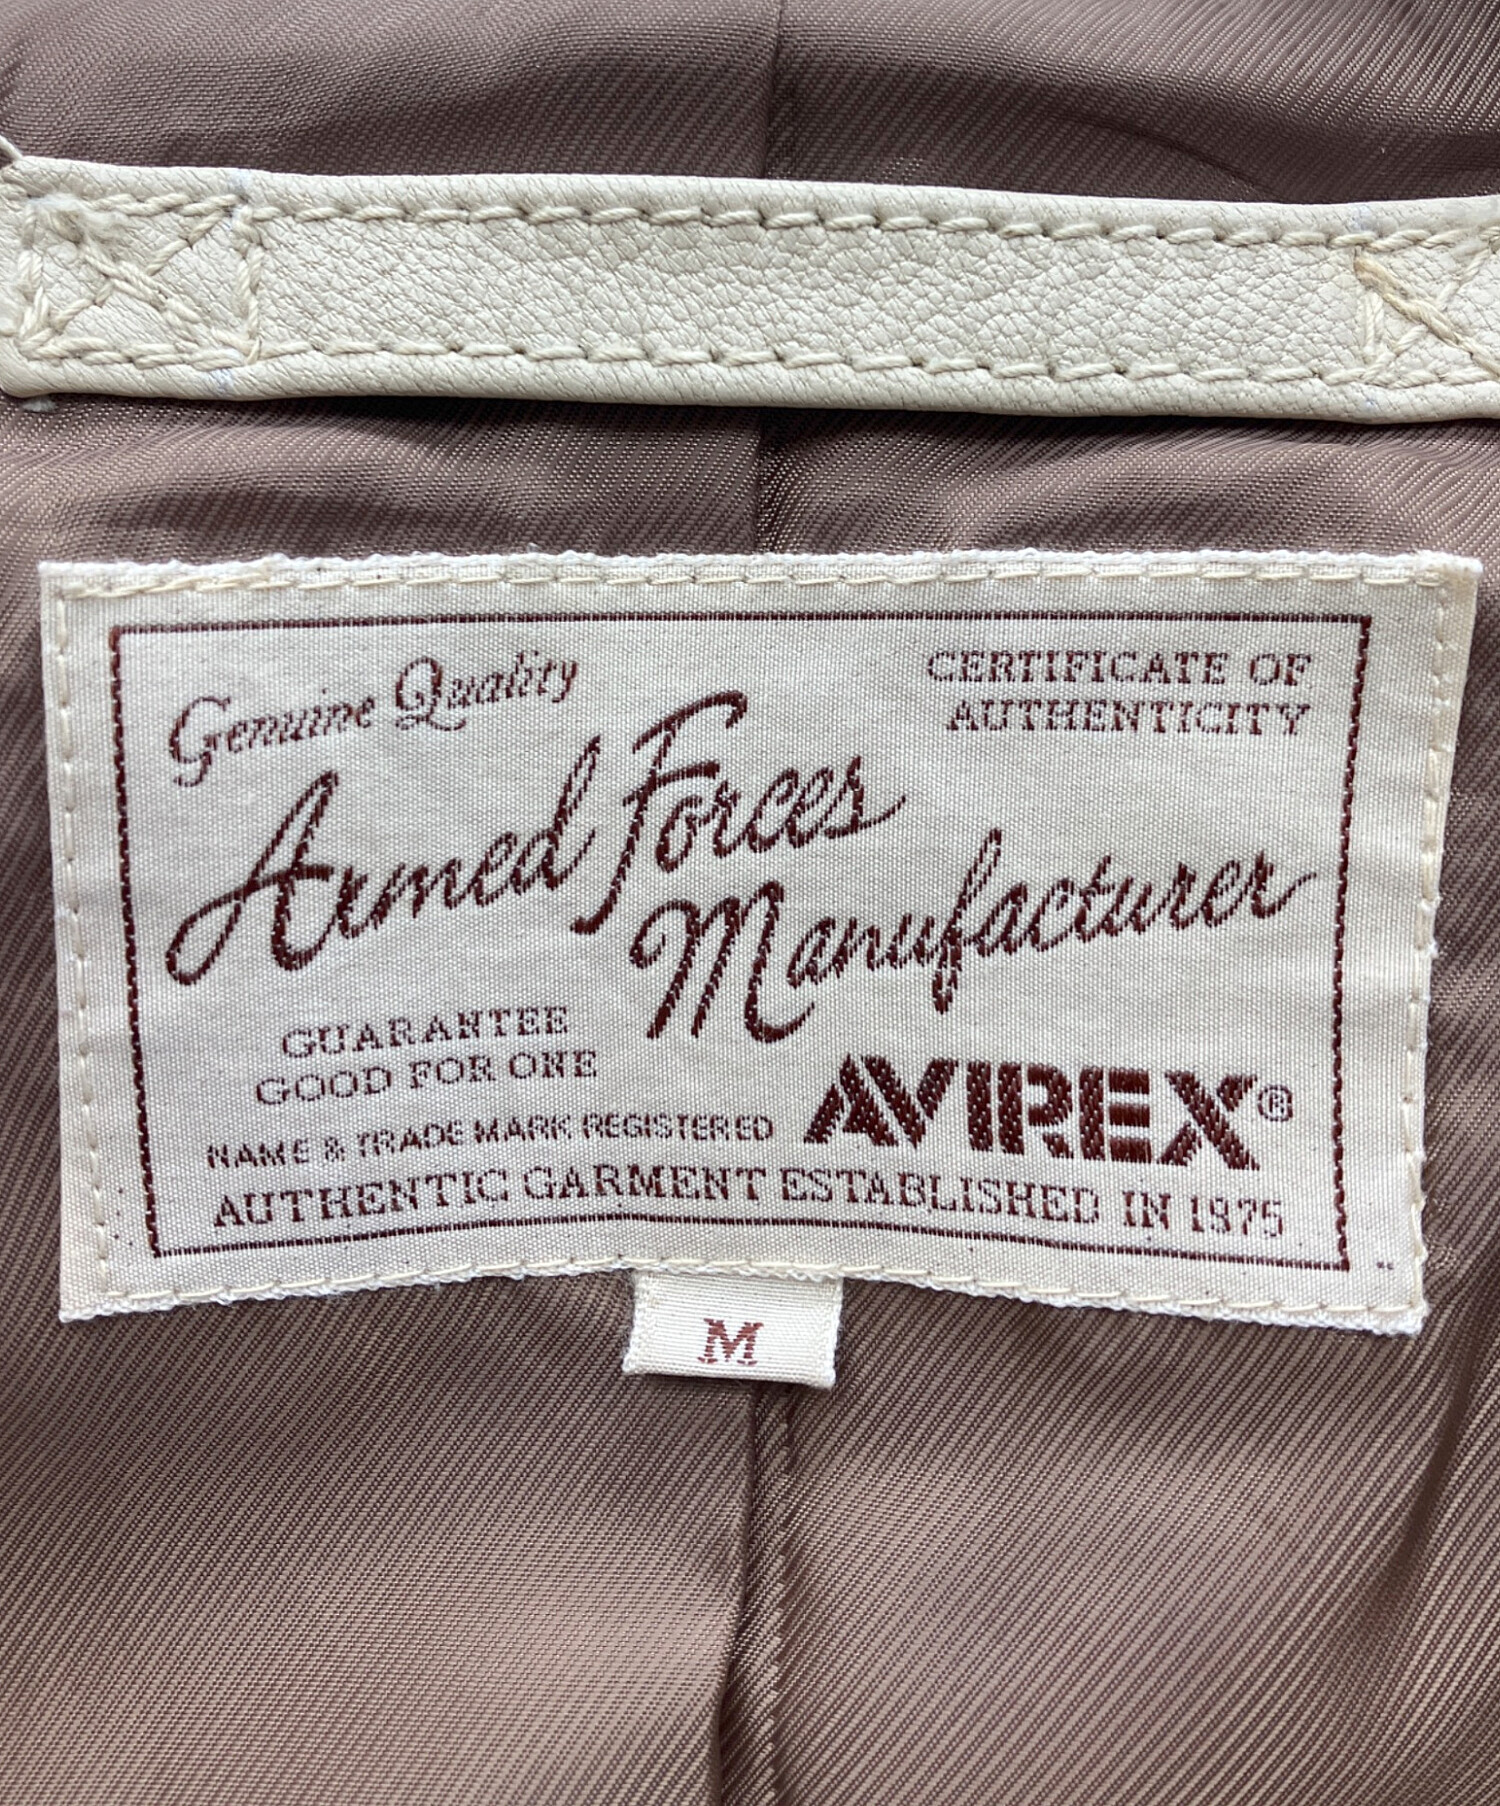 Genuine Quality
CERTIFICATE OF
AUTHENTICITY
Armed Forces
Manufacturer
GUARANTEE
GOOD FOR ONE
NAME & TRADE MARK REGISTERED
AVIREX®
AUTHENTIC GARMENT ESTABLISHED IN 1975
M